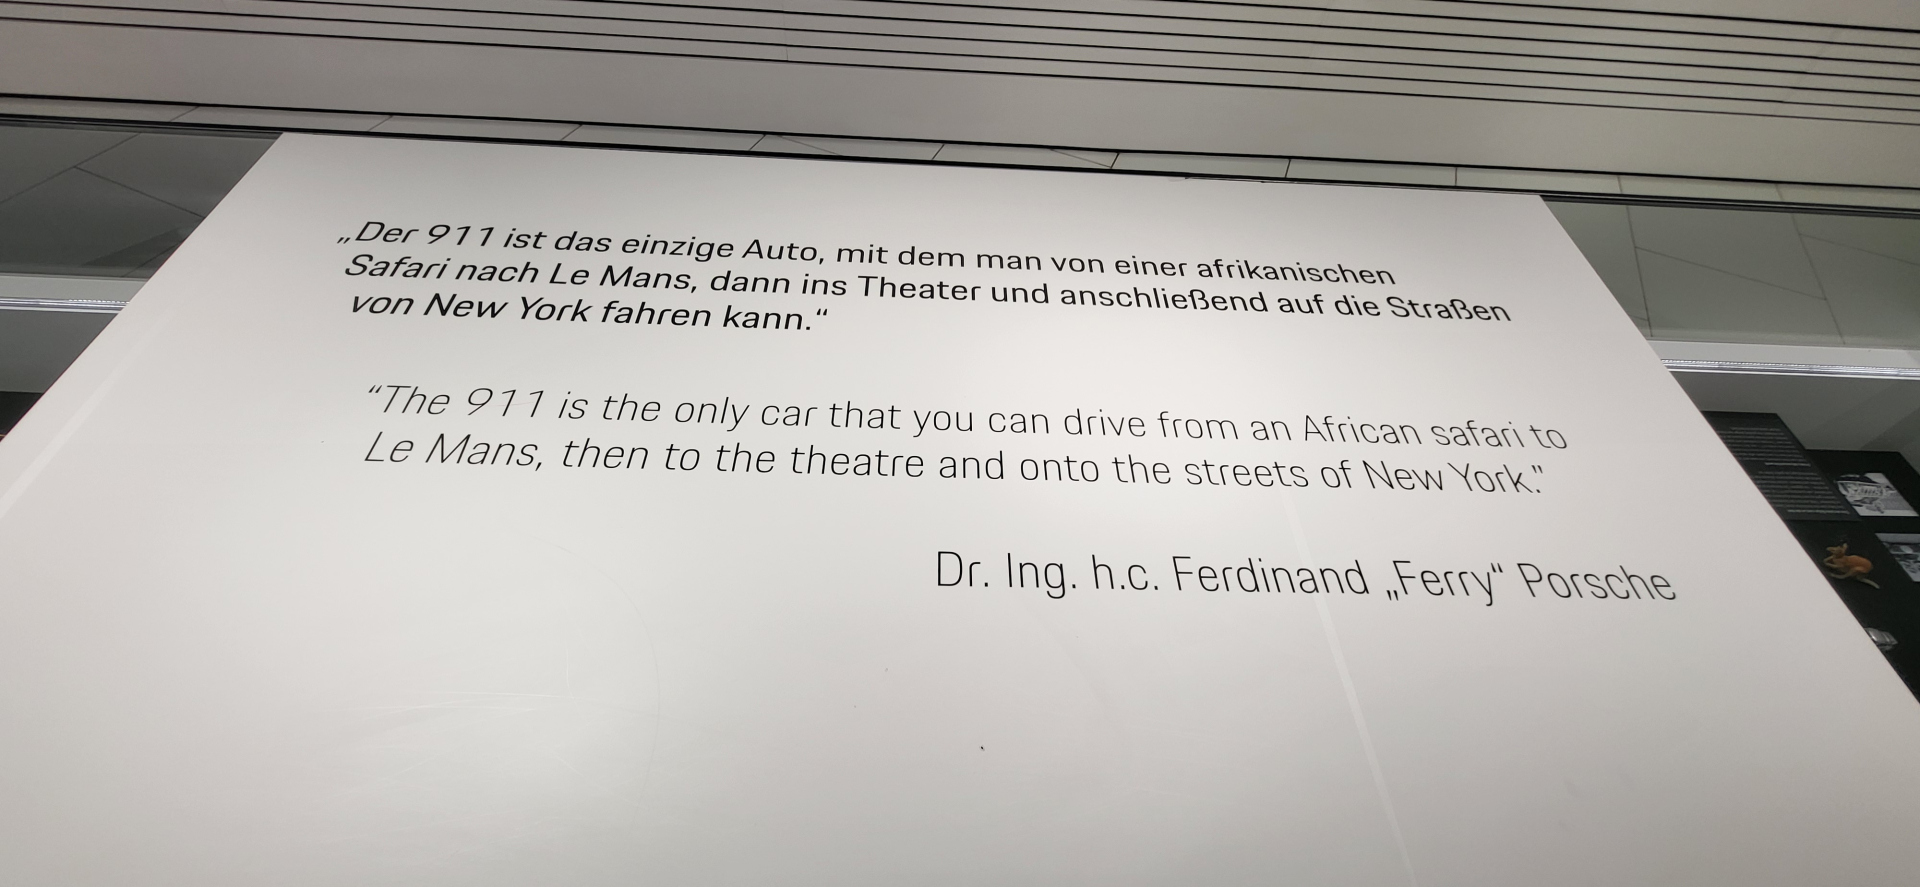 „Der 911 ist das einzige Auto, mit dem man von einer afrikanischen
Safari nach Le Mans, dann ins Theater und anschließend auf die Straßen
von New York fahren kann.“
“The 911 is the only car that you can drive from an African safari to
Le Mans, then to the theatre and onto the streets of New York.”
Dr. Ing. h.c. Ferdinand „Ferry“ Porsche